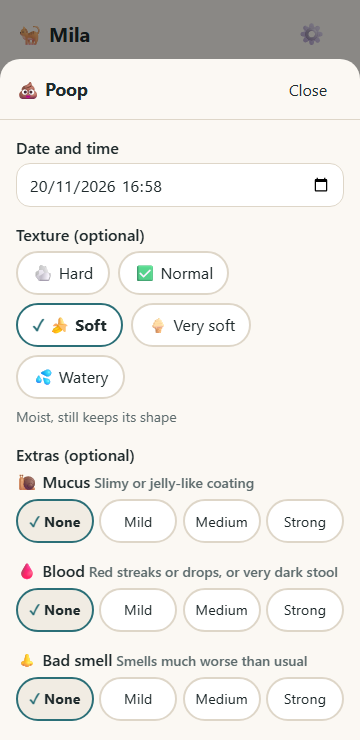 Mila
Poop
Close
Date and time
20/11/2026 16:58
Texture (optional)
Hard
Normal
✓ Soft
Very soft
Watery
Moist, still keeps its shape
Extras (optional)
Mucus Slimy or jelly-like coating
✓ None Mild Medium Strong
Blood Red streaks or drops, or very dark stool
✓ None Mild Medium Strong
Bad smell Smells much worse than usual
✓ None Mild Medium Strong